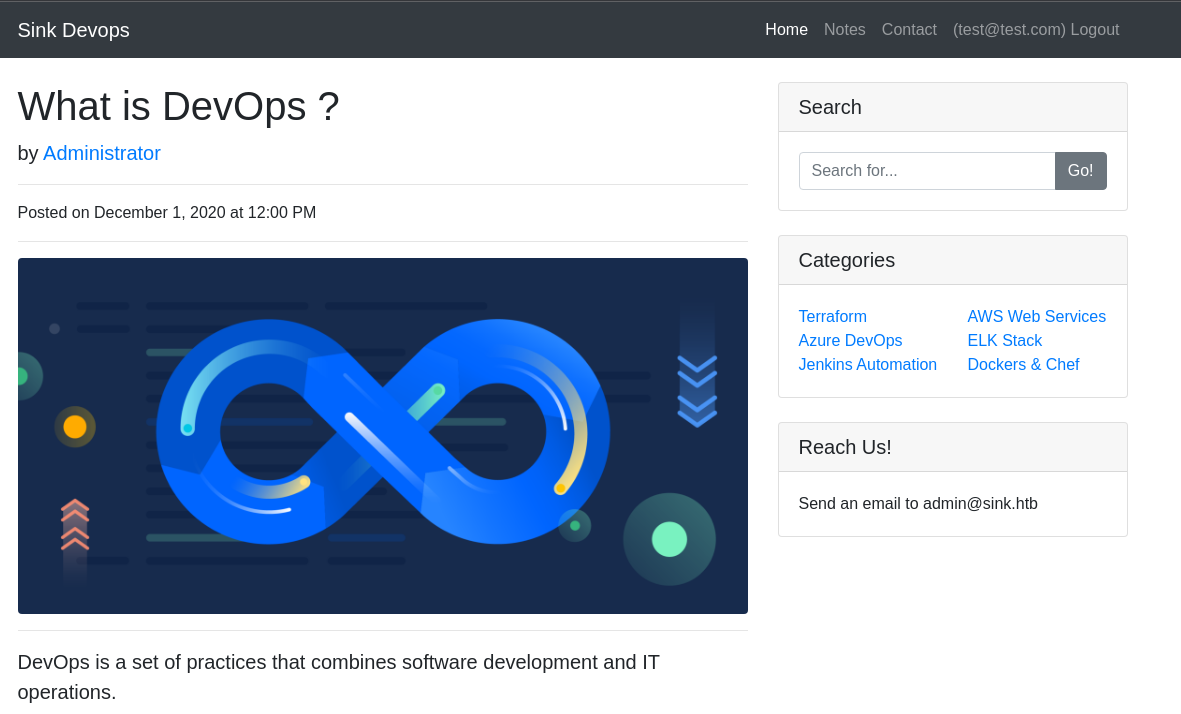 Sink Devops
Home Notes Contact (test@test.com) Logout
What is DevOps ?
by Administrator
Posted on December 1, 2020 at 12:00 PM
DevOps is a set of practices that combines software development and IT
operations.
Search
Search for... Go!
Categories
Terraform AWS Web Services
Azure DevOps ELK Stack
Jenkins Automation Dockers & Chef
Reach Us!
Send an email to admin@sink.htb